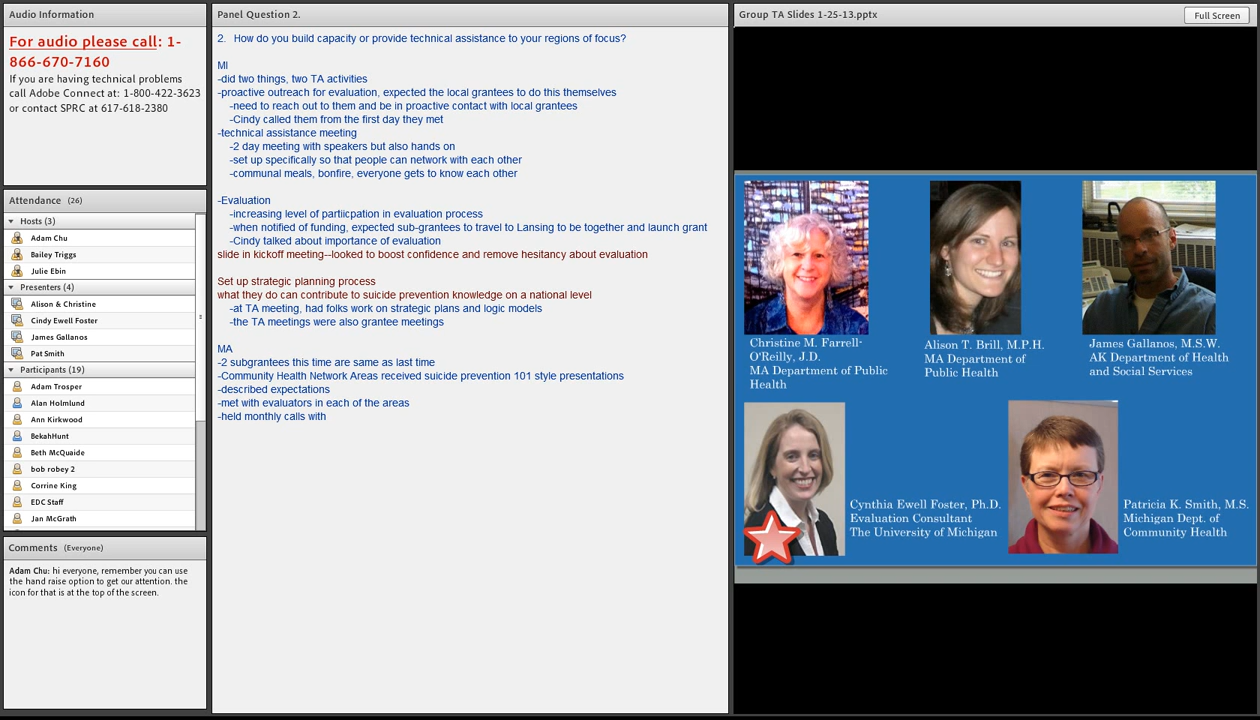 Audio Information
For audio please call: 1-
866-670-7160
If you are having technical problems
call Adobe Connect at: 1-800-422-3623
or contact SPRC at 617-618-2380
Attendance (26)
Hosts (3)
Adam Chu
Bailey Triggs
Julie Ebin
Presenters (4)
Alison & Christine
Cindy Ewell Foster
James Gallanos
Pat Smith
Participants (19)
Adam Trosper
Alan Holmlund
Ann Kirkwood
BekahHunt
Beth McQuaide
bob robey 2
Corrine King
EDC Staff
Jan McGrath
Comments (Everyone)
Adam Chu: hi everyone, remember you can use
the hand raise option to get our attention. the
icon for that is at the top of the screen.
Panel Question 2.
2. How do you build capacity or provide technical assistance to your regions of focus?
MI
-did two things, two TA activities
-proactive outreach for evaluation, expected the local grantees to do this themselves
-need to reach out to them and be in proactive contact with local grantees
-Cindy called them from the first day they met
-technical assistance meeting
-2 day meeting with speakers but also hands on
-set up specifically so that people can network with each other
-communal meals, bonfire, everyone gets to know each other
-Evaluation
-increasing level of partiicpation in evaluation process
-when notified of funding, expected sub-grantees to travel to Lansing to be together and launch grant
-Cindy talked about importance of evaluation
slide in kickoff meeting--looked to boost confidence and remove hesitancy about evaluation
Set up strategic planning process
what they do can contribute to suicide prevention knowledge on a national level
-at TA meeting, had folks work on strategic plans and logic models
-the TA meetings were also grantee meetings
MA
-2 subgrantees this time are same as last time
-Community Health Network Areas received suicide prevention 101 style presentations
-described expectations
-met with evaluators in each of the areas
-held monthly calls with
Group TA Slides 1-25-13.pptx
Full Screen
Christine M. Farrell-
O'Reilly, J.D.
MA Department of Public
Health
Alison T. Brill, M.P.H.
MA Department of
Public Health
James Gallanos, M.S.W.
AK Department of Health
and Social Services
Cynthia Ewell Foster, Ph.D.
Evaluation Consultant
The University of Michigan
Patricia K. Smith, M.S.
Michigan Dept. of
Community Health